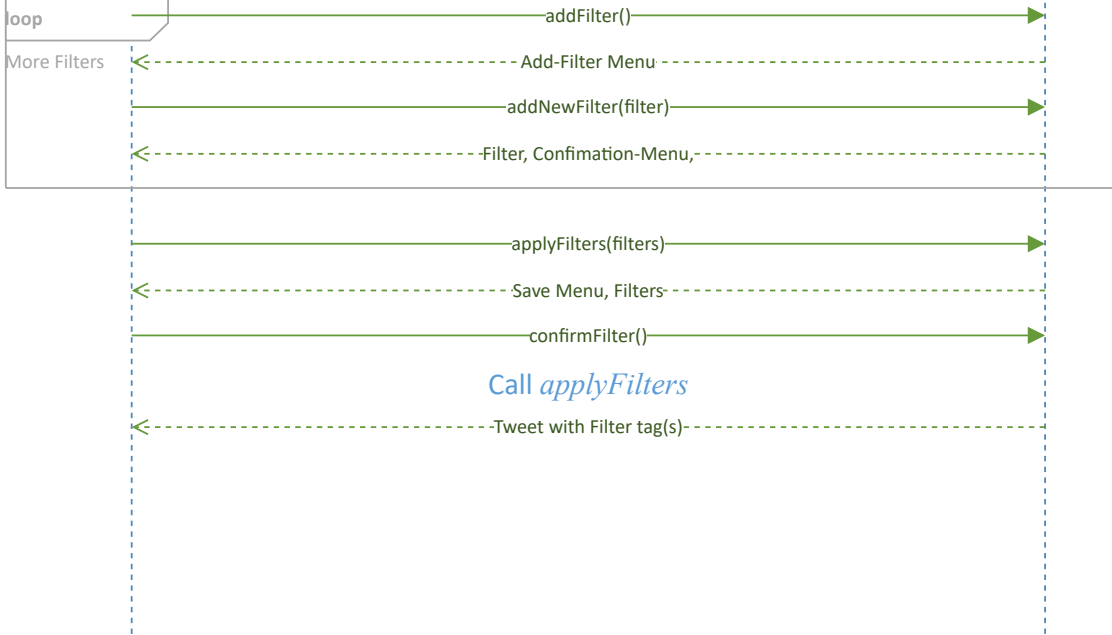 loop
addFilter()
More Filters
Add-Filter Menu
addNewFilter(filter)
Filter, Confimation-Menu,
applyFilters(filters)
Save Menu, Filters
confirmFilter()
Call applyFilters
Tweet with Filter tag(s)